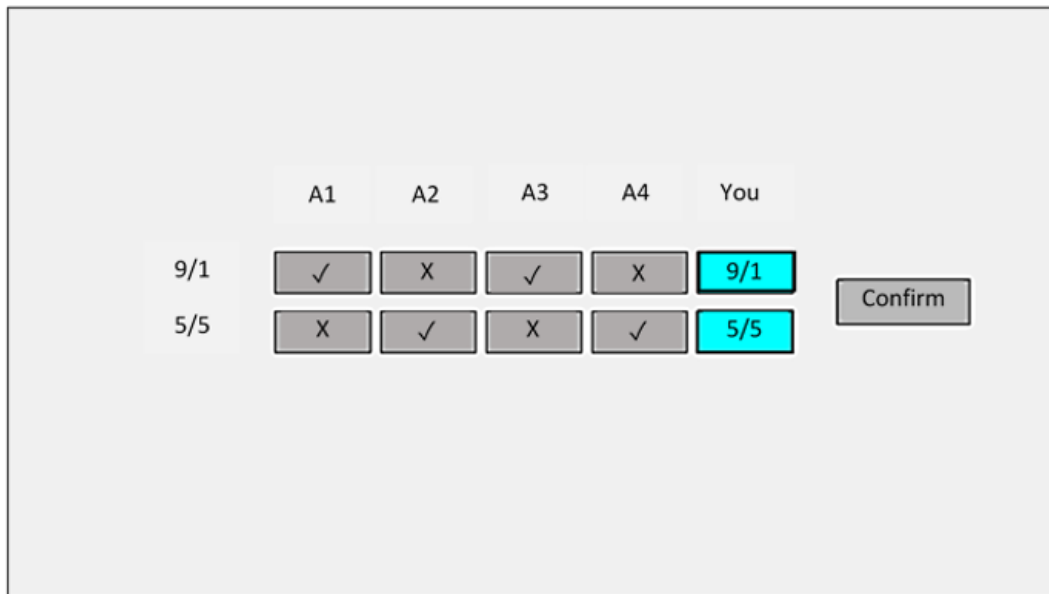 A1 A2 A3 A4 You
9/1 ✓ X ✓ X 9/1
Confirm
5/5 X ✓ X ✓ 5/5